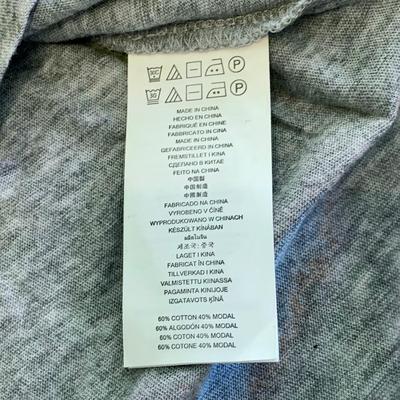 MADE IN CHINA
HECHO EN CHINA
FABRIQUÉ EN CHINE
FABBRICATO IN CINA
MADE IN CHINA
GEFABRICEERD IN CHINA
FREMSTILLET I KINA
СДЕЛАНО В КИТАЕ
FEITO NA CHINA
中国製
中国制造
中國製造
FABRICADO NA CHINA
VYROBENO V ČÍNĚ
WYPRODUKOWANO W CHINACH
KÉSZÜLT KÍNÁBAN
ผลิตในจีน
제조국: 중국
LAGET I KINA
FABRICAT ÎN CHINA
TILLVERKAD I KINA
VALMISTETTU KIINASSA
PAGAMINTA KINIJOJE
IZGATAVOTS ĶĪNĀ
60% COTTON 40% MODAL
60% ALGODÓN 40% MODAL
60% COTON 40% MODAL
60% COTONE 40% MODAL